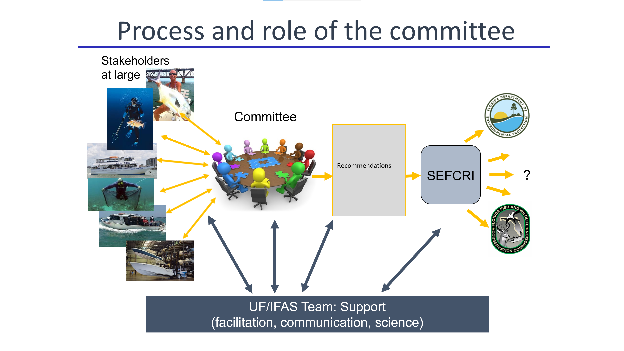 Process and role of the committee
Stakeholders
at large
Committee
Recommendations
SEFCRI
?
UF/IFAS Team: Support
(facilitation, communication, science)